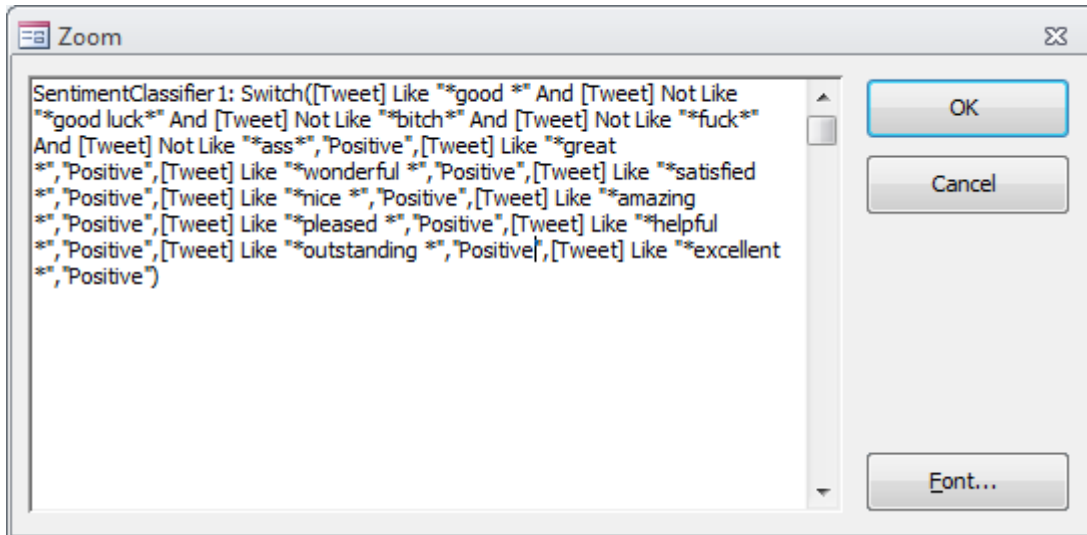 Zoom
SentimentClassifier1: Switch([Tweet] Like "*good *" And [Tweet] Not Like
"*good luck*" And [Tweet] Not Like "*bitch*" And [Tweet] Not Like "*fuck*"
And [Tweet] Not Like "*ass*","Positive",[Tweet] Like "*great
*","Positive",[Tweet] Like "*wonderful *","Positive",[Tweet] Like "*satisfied
*","Positive",[Tweet] Like "*nice *","Positive",[Tweet] Like "*amazing
*","Positive",[Tweet] Like "*pleased *","Positive",[Tweet] Like "*helpful
*","Positive",[Tweet] Like "*outstanding *","Positive",[Tweet] Like "*excellent
*","Positive")
OK
Cancel
Font...